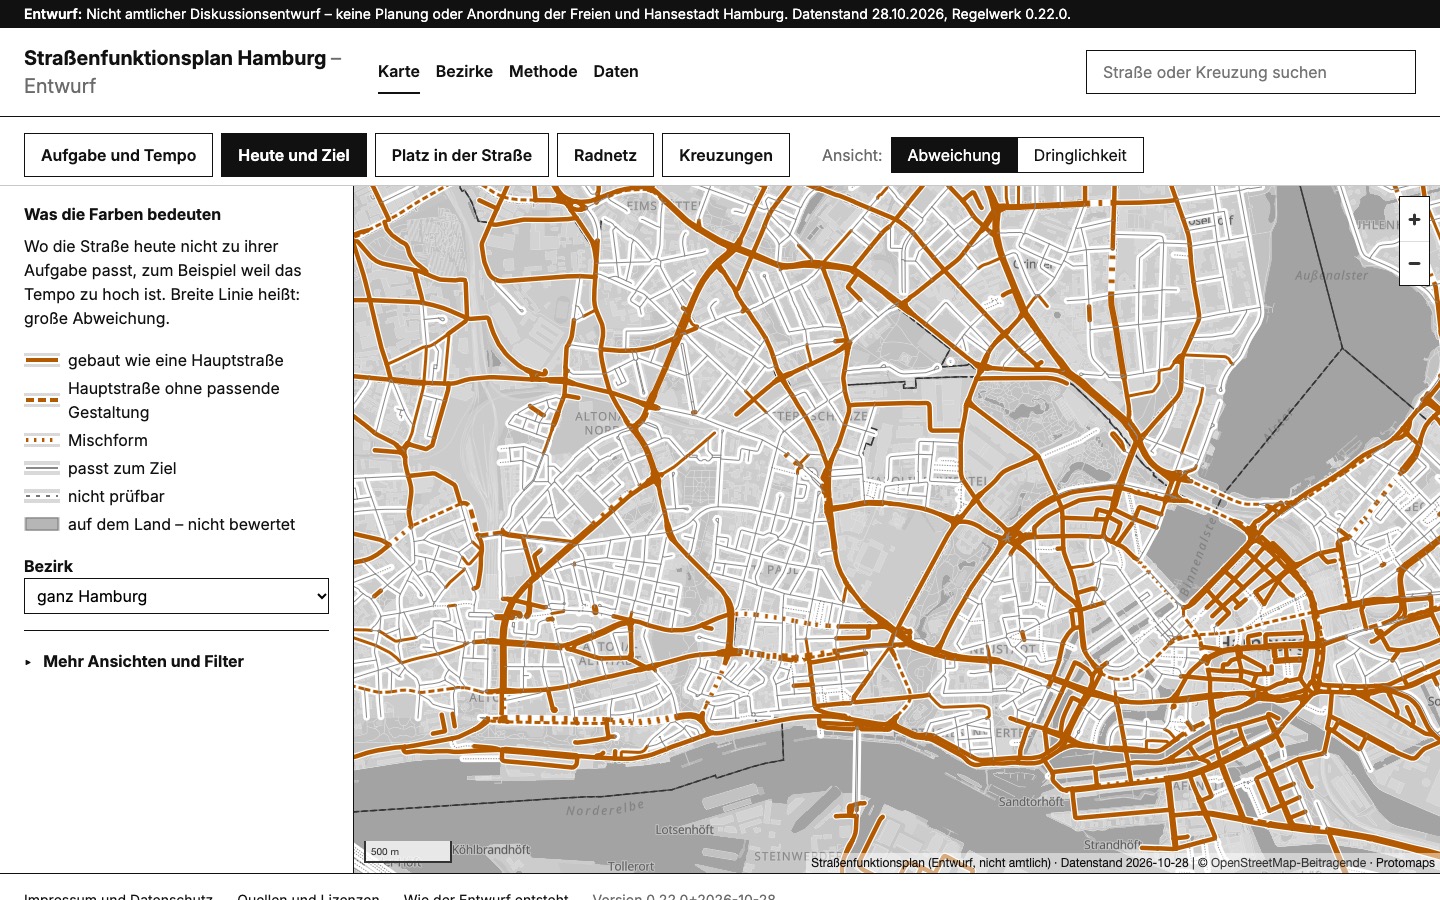 Entwurf: Nicht amtlicher Diskussionsentwurf – keine Planung oder Anordnung der Freien und Hansestadt Hamburg. Datenstand 28.10.2026, Regelwerk 0.22.0.
Straßenfunktionsplan Hamburg –
Entwurf
Karte Bezirke Methode Daten
Straße oder Kreuzung suchen
Aufgabe und Tempo Heute und Ziel Platz in der Straße Radnetz Kreuzungen Ansicht: Abweichung Dringlichkeit
Was die Farben bedeuten
Wo die Straße heute nicht zu ihrer
Aufgabe passt, zum Beispiel weil das
Tempo zu hoch ist. Breite Linie heißt:
große Abweichung.
gebaut wie eine Hauptstraße
Hauptstraße ohne passende
Gestaltung
Mischform
passt zum Ziel
nicht prüfbar
auf dem Land – nicht bewertet
Bezirk
ganz Hamburg
▸ Mehr Ansichten und Filter
+
−
Außenalster
Binnenalster
Norderelbe
Sandtorhöft
Lotsenhöft
Strandhöft
Köhlbrandhöft
Tollerort
500 m
Straßenfunktionsplan (Entwurf, nicht amtlich) · Datenstand 2026-10-28 | © OpenStreetMap-Beitragende · Protomaps
Impressum und Datenschutz Quellen und Lizenzen Wie der Entwurf entsteht Version 0.22.0+2026-10-28